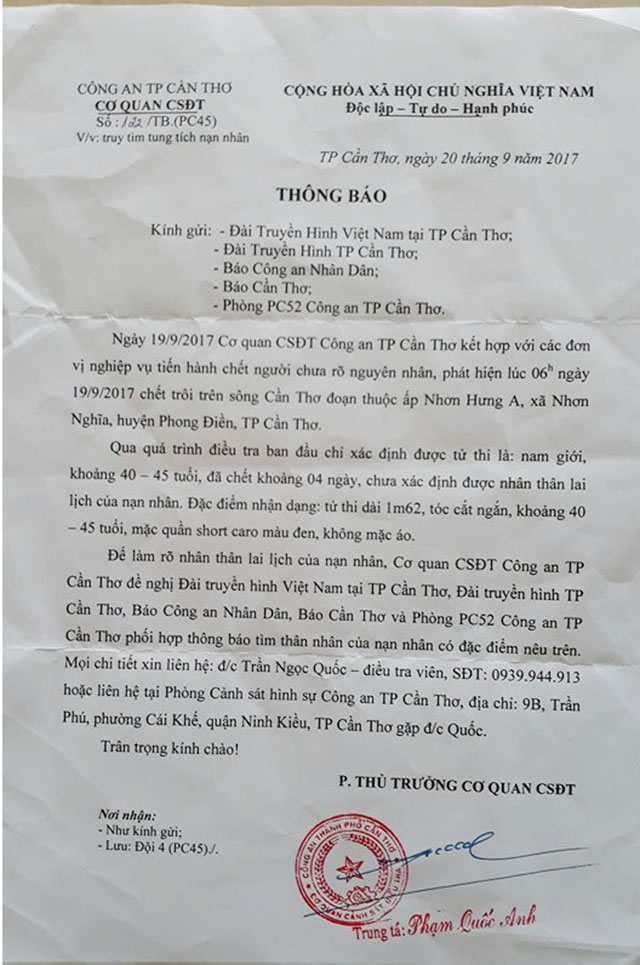 CÔNG AN TP CẦN THƠ
CƠ QUAN CSĐT
Số : 122 /TB.(PC45)
V/v: truy tìm tung tích nạn nhân
CỘNG HÒA XÃ HỘI CHỦ NGHĨA VIỆT NAM
Độc lập – Tự do – Hạnh phúc
TP Cần Thơ, ngày 20 tháng 9 năm 2017
THÔNG BÁO
Kính gửi: - Đài Truyền Hình Việt Nam tại TP Cần Thơ;
- Đài Truyền Hình TP Cần Thơ;
- Báo Công an Nhân Dân;
- Báo Cần Thơ;
- Phòng PC52 Công an TP Cần Thơ.
Ngày 19/9/2017 Cơ quan CSĐT Công an TP Cần Thơ kết hợp với các đơn
vị nghiệp vụ tiến hành chết người chưa rõ nguyên nhân, phát hiện lúc 06h ngày
19/9/2017 chết trôi trên sông Cần Thơ đoạn thuộc ấp Nhơn Hưng A, xã Nhơn
Nghĩa, huyện Phong Điền, TP Cần Thơ.
Qua quá trình điều tra ban đầu chỉ xác định được tử thi là: nam giới,
khoảng 40 – 45 tuổi, đã chết khoảng 04 ngày, chưa xác định được nhân thân lai
lịch của nạn nhân. Đặc điểm nhận dạng: tử thi dài 1m62, tóc cắt ngắn, khoảng 40
– 45 tuổi, mặc quần short caro màu đen, không mặc áo.
Để làm rõ nhân thân lai lịch của nạn nhân, Cơ quan CSĐT Công an TP
Cần Thơ đề nghị Đài truyền hình Việt Nam tại TP Cần Thơ, Đài truyền hình TP
Cần Thơ, Báo Công an Nhân Dân, Báo Cần Thơ và Phòng PC52 Công an TP
Cần Thơ phối hợp thông báo tìm thân nhân của nạn nhân có đặc điểm nêu trên.
Mọi chi tiết xin liên hệ: đ/c Trần Ngọc Quốc – điều tra viên, SĐT: 0939.944.913
hoặc liên hệ tại Phòng Cảnh sát hình sự Công an TP Cần Thơ, địa chỉ: 9B, Trần
Phú, phường Cái Khế, quận Ninh Kiều, TP Cần Thơ gặp đ/c Quốc.
Trân trọng kính chào!
P. THỦ TRƯỞNG CƠ QUAN CSĐT
Nơi nhận:
- Như kính gửi;
- Lưu: Đội 4 (PC45)./.
CÔNG AN THÀNH PHỐ CẦN THƠ
CƠ QUAN CẢNH SÁT ĐIỀU TRA
Trung tá: Phạm Quốc Anh